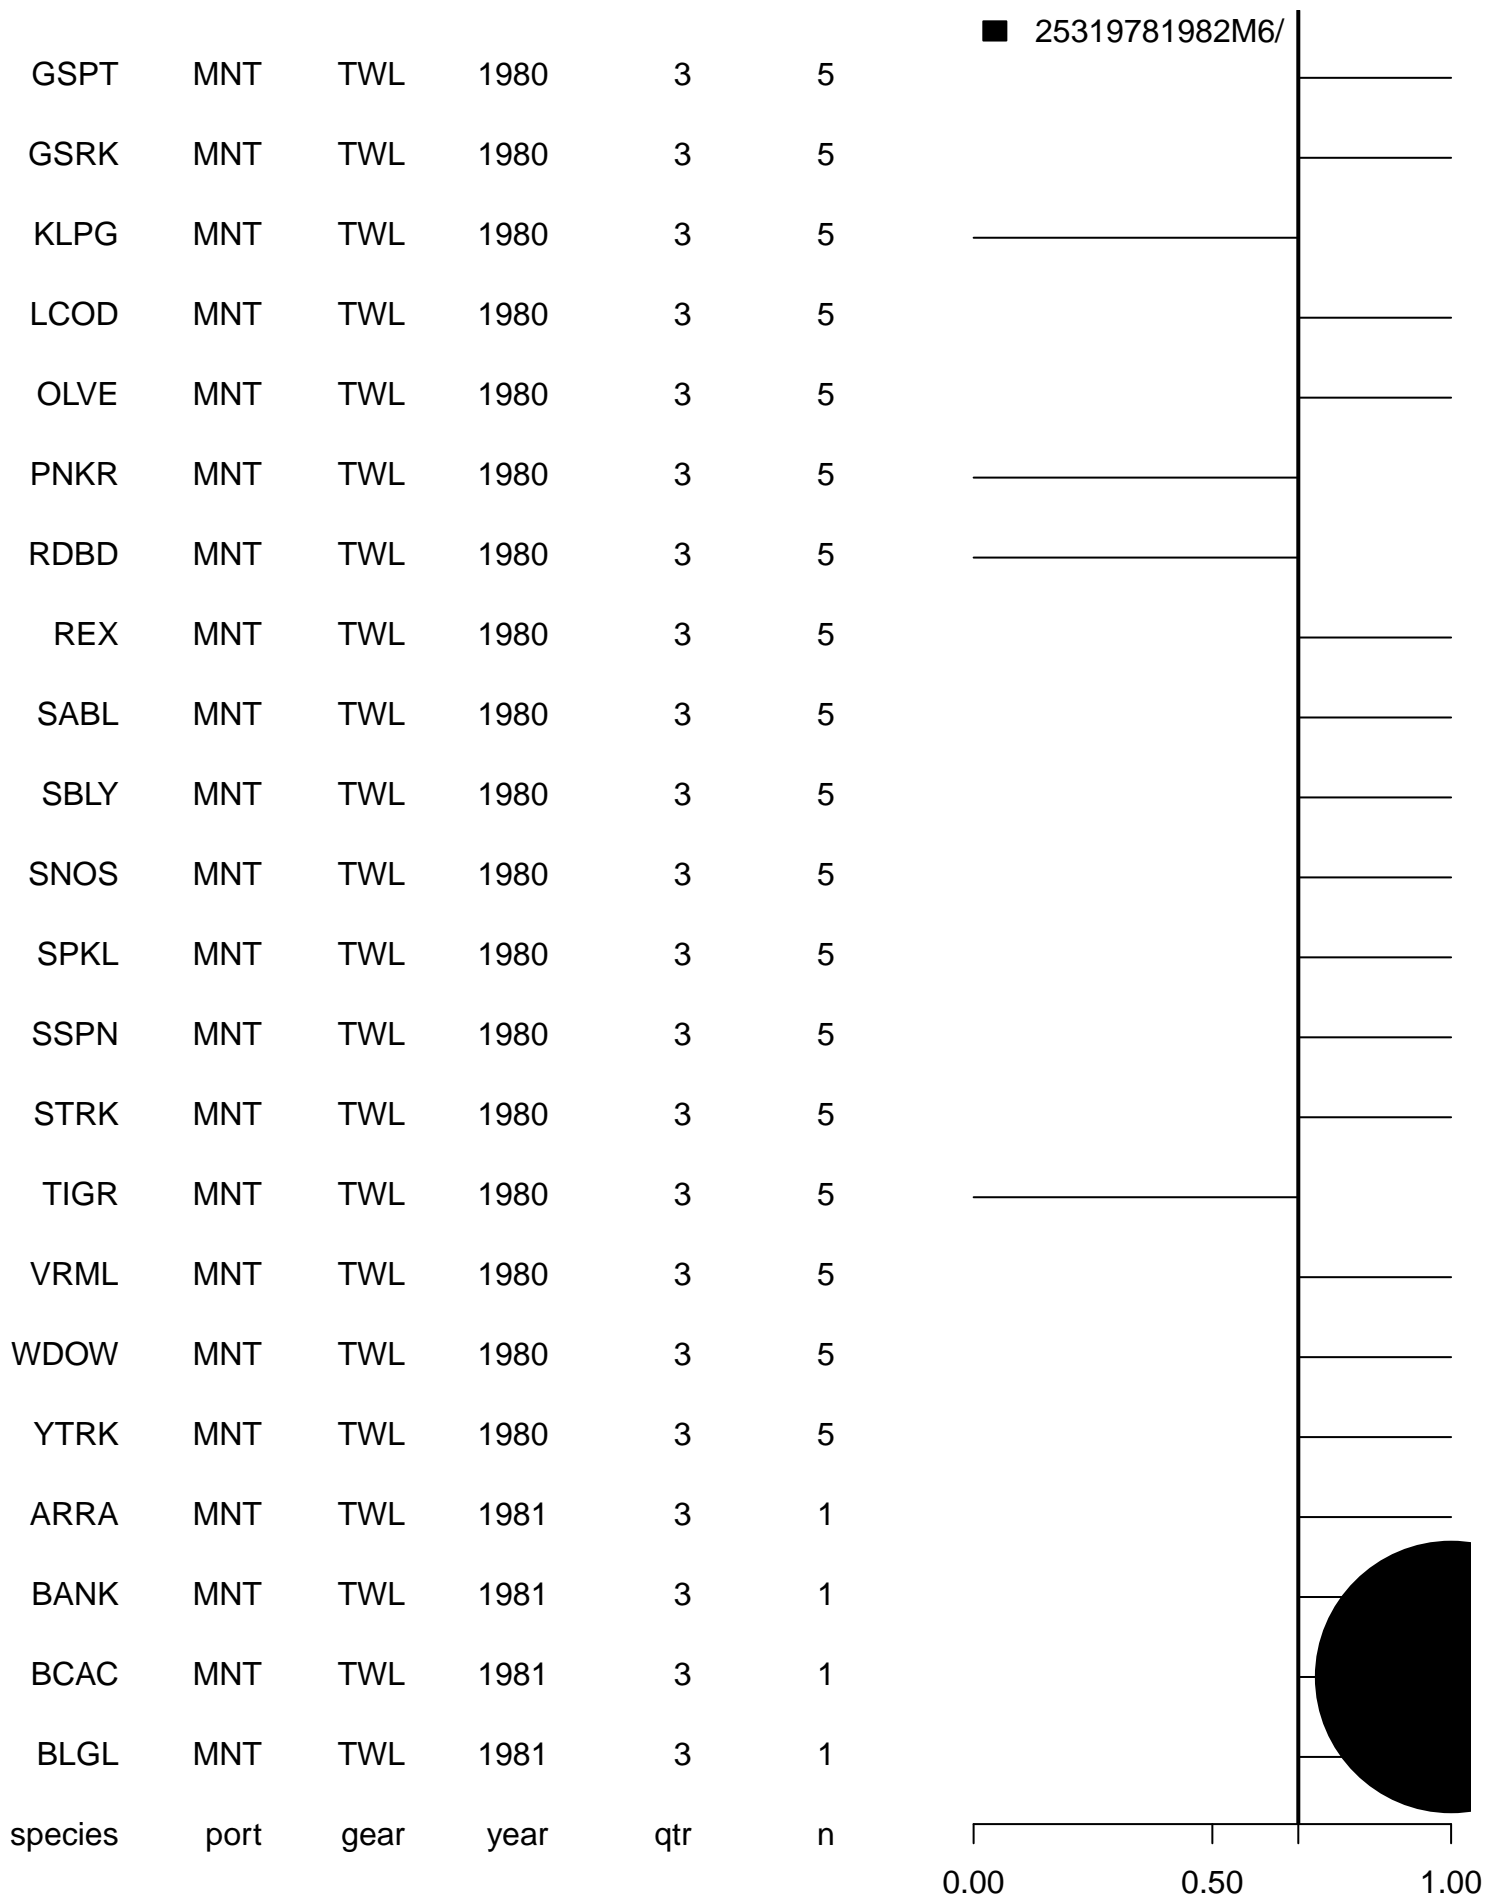 25319781982M6/
GSPT MNT TWL 1980 3 5
GSRK MNT TWL 1980 3 5
KLPG MNT TWL 1980 3 5
LCOD MNT TWL 1980 3 5
OLVE MNT TWL 1980 3 5
PNKR MNT TWL 1980 3 5
RDBD MNT TWL 1980 3 5
REX MNT TWL 1980 3 5
SABL MNT TWL 1980 3 5
SBLY MNT TWL 1980 3 5
SNOS MNT TWL 1980 3 5
SPKL MNT TWL 1980 3 5
SSPN MNT TWL 1980 3 5
STRK MNT TWL 1980 3 5
TIGR MNT TWL 1980 3 5
VRML MNT TWL 1980 3 5
WDOW MNT TWL 1980 3 5
YTRK MNT TWL 1980 3 5
ARRA MNT TWL 1981 3 1
BANK MNT TWL 1981 3 1
BCAC MNT TWL 1981 3 1
BLGL MNT TWL 1981 3 1
species port gear year qtr n
0.00 0.50 1.00